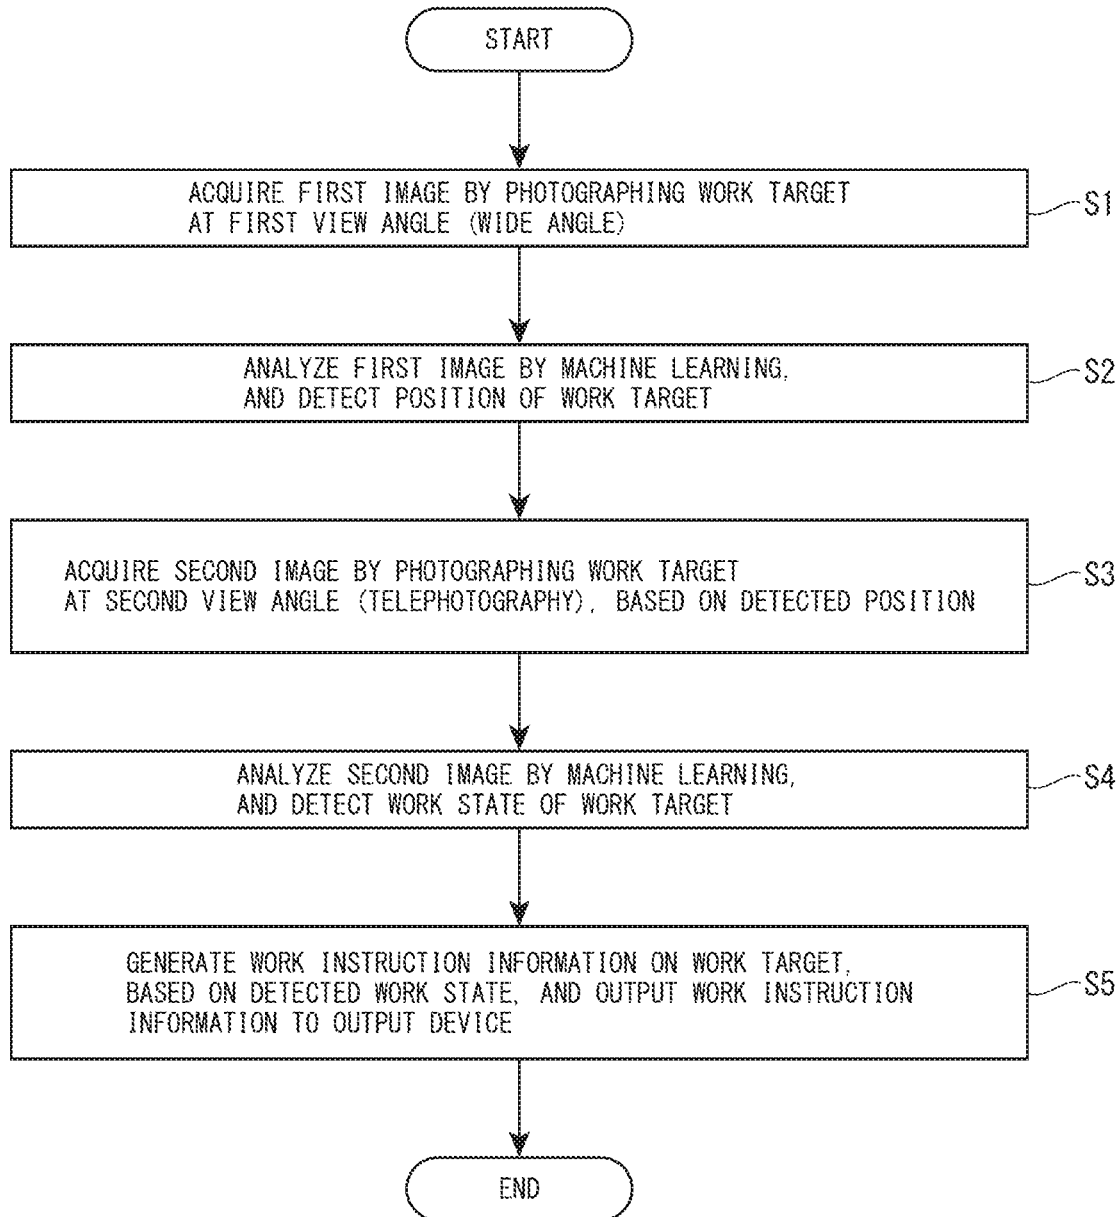 START
ACQUIRE FIRST IMAGE BY PHOTOGRAPHING WORK TARGET
AT FIRST VIEW ANGLE (WIDE ANGLE)
S1
ANALYZE FIRST IMAGE BY MACHINE LEARNING,
AND DETECT POSITION OF WORK TARGET
S2
ACQUIRE SECOND IMAGE BY PHOTOGRAPHING WORK TARGET
AT SECOND VIEW ANGLE (TELEPHOTOGRAPHY), BASED ON DETECTED POSITION
S3
ANALYZE SECOND IMAGE BY MACHINE LEARNING,
AND DETECT WORK STATE OF WORK TARGET
S4
GENERATE WORK INSTRUCTION INFORMATION ON WORK TARGET,
BASED ON DETECTED WORK STATE, AND OUTPUT WORK INSTRUCTION
INFORMATION TO OUTPUT DEVICE
S5
END